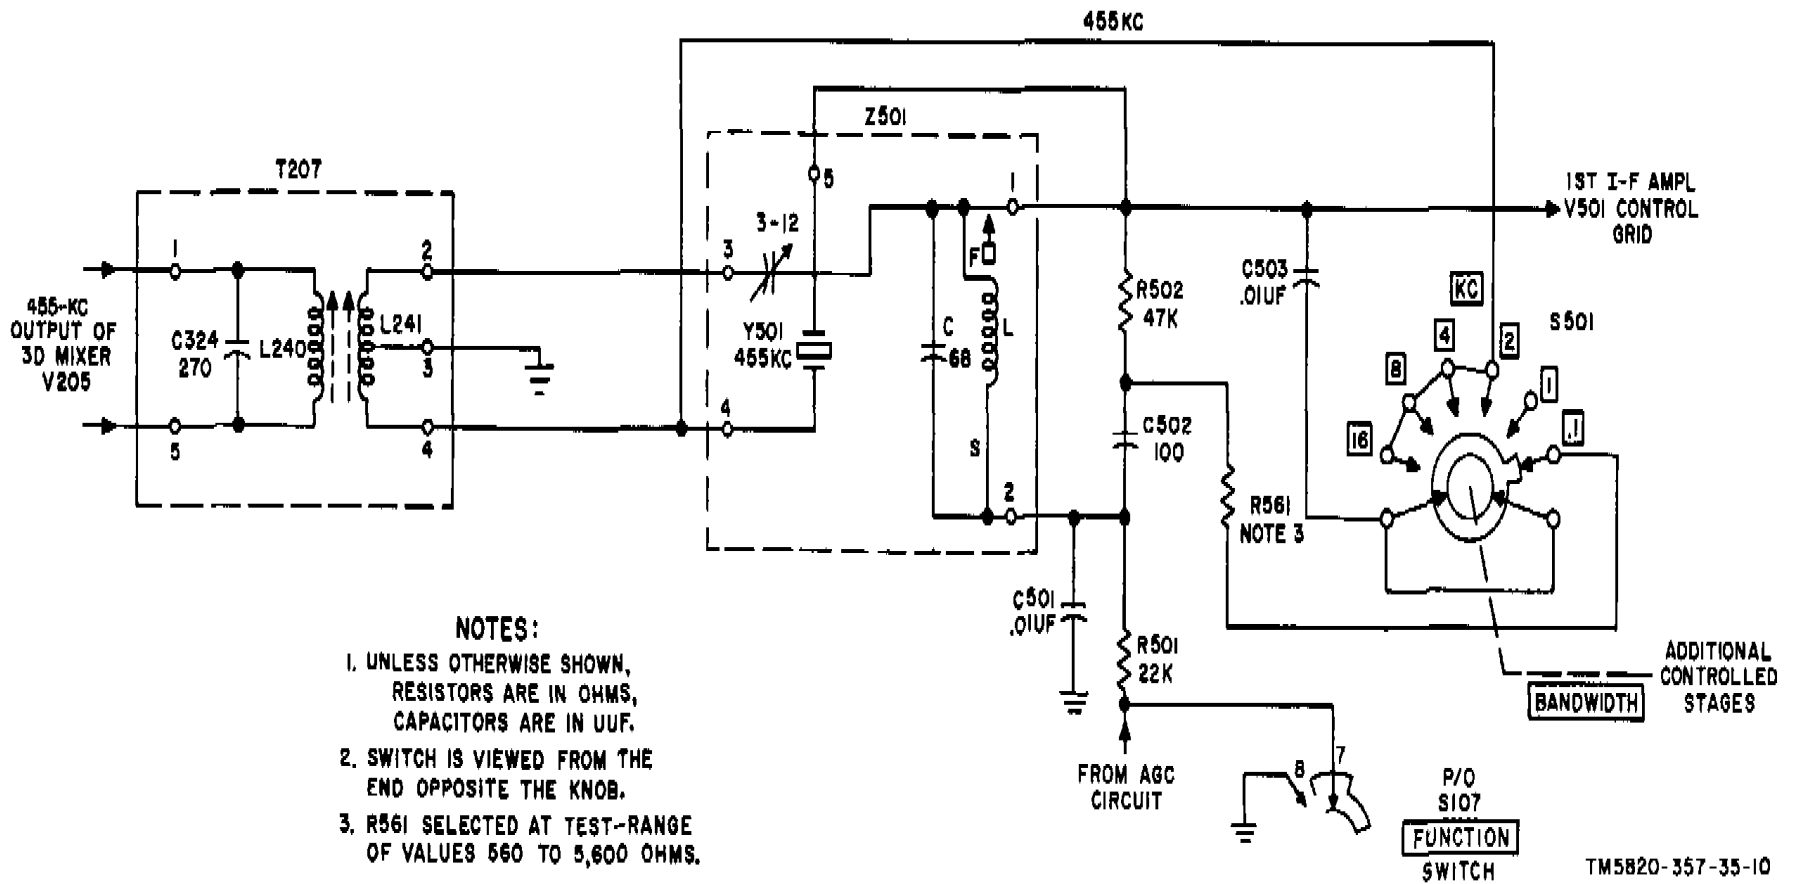 455KC
Z501
T207
1
2
3
4
5
455-KC
OUTPUT OF
3D MIXER
V205
C324
270
L240
L241
3
3-12
4
5
Y501
455KC
1
F
C
68
L
S
2
1ST I-F AMPL
V501 CONTROL
GRID
R502
47K
C503
.01UF
C502
100
R561
NOTE 3
KC
S501
16
8
4
2
1
.1
C501
.01UF
R501
22K
ADDITIONAL
CONTROLLED
STAGES
BANDWIDTH
FROM AGC
CIRCUIT
8
7
P/O
S107
FUNCTION
SWITCH
NOTES:
1. UNLESS OTHERWISE SHOWN,
RESISTORS ARE IN OHMS,
CAPACITORS ARE IN UUF.
2. SWITCH IS VIEWED FROM THE
END OPPOSITE THE KNOB.
3. R561 SELECTED AT TEST-RANGE
OF VALUES 560 TO 5,600 OHMS.
TM5820-357-35-10